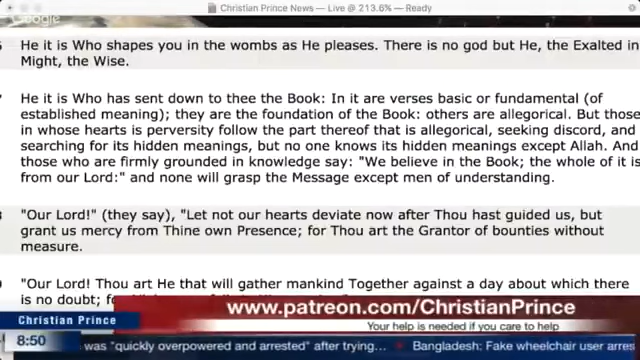 Christian Prince News — Live @ 213.6% — Ready
Google
He it is Who shapes you in the wombs as He pleases. There is no god but He, the Exalted in
Might, the Wise.
He it is Who has sent down to thee the Book: In it are verses basic or fundamental (of
established meaning); they are the foundation of the Book: others are allegorical. But those
in whose hearts is perversity follow the part thereof that is allegorical, seeking discord, and
searching for its hidden meanings, but no one knows its hidden meanings except Allah. And
those who are firmly grounded in knowledge say: "We believe in the Book; the whole of it is
from our Lord:" and none will grasp the Message except men of understanding.
"Our Lord!" (they say), "Let not our hearts deviate now after Thou hast guided us, but
grant us mercy from Thine own Presence; for Thou art the Grantor of bounties without
measure.
"Our Lord! Thou art He that will gather mankind Together against a day about which there
is no doubt; for
www.patreon.com/ChristianPrince
Christian Prince
Your help is needed if you care to help
8:50
was "quickly overpowered and arrested" after trying...
Bangladesh: Fake wheelchair user arres